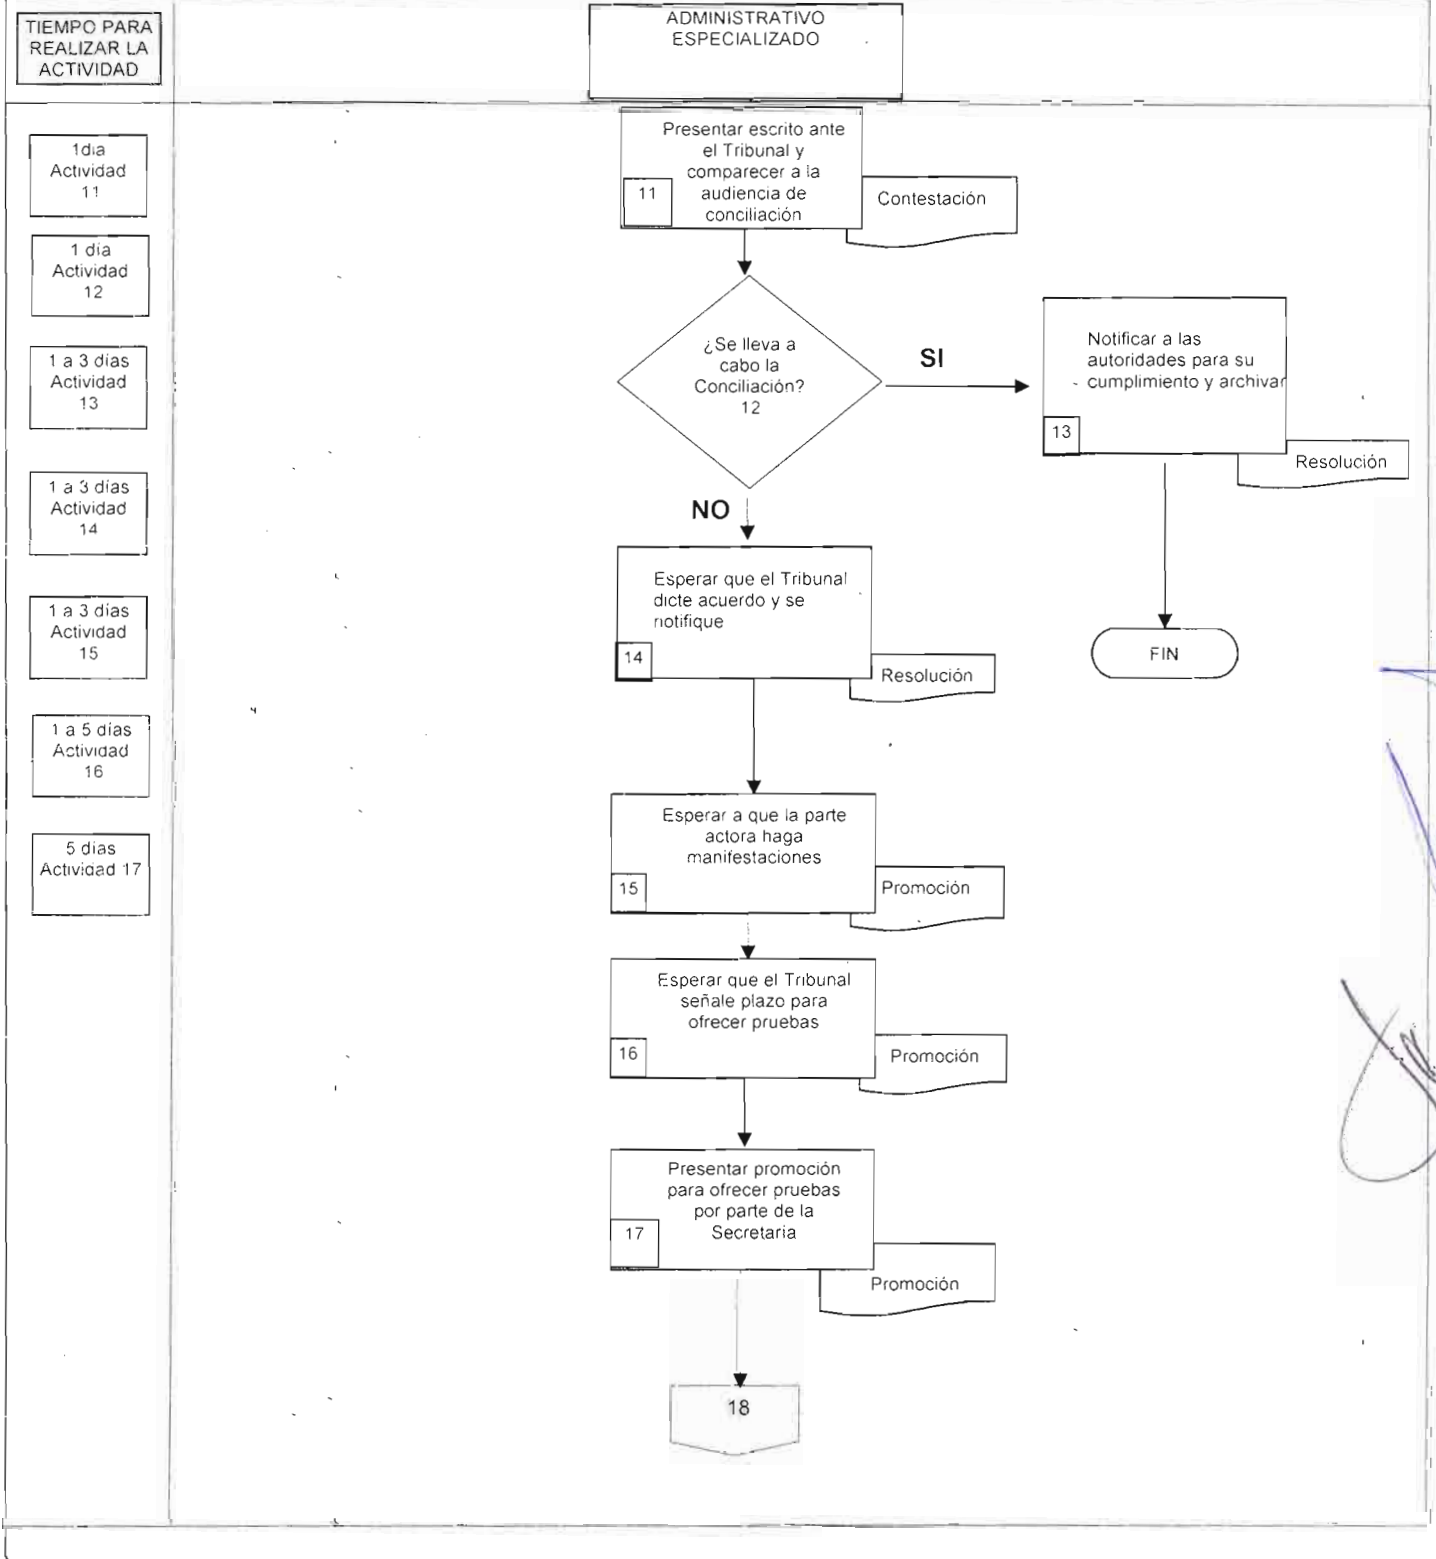 TIEMPO PARA
REALIZAR LA
ACTIVIDAD
ADMINISTRATIVO
ESPECIALIZADO
1dia
Actividad
11
1 día
Actividad
12
1 a 3 días
Actividad
13
1 a 3 días
Actividad
14
1 a 3 días
Actividad
15
1 a 5 días
Actividad
16
5 dias
Actividad 17
Presentar escrito ante
el Tribunal y
comparecer a la
audiencia de
conciliación
11
Contestación
¿Se lleva a
cabo la
Conciliación?
12
SI
Notificar a las
autoridades para su
cumplimiento y archivar
13
Resolución
FIN
NO
Esperar que el Tribunal
dicte acuerdo y se
notifique
14
Resolución
Esperar a que la parte
actora haga
manifestaciones
15
Promoción
Esperar que el Tribunal
señale plazo para
ofrecer pruebas
16
Promoción
Presentar promoción
para ofrecer pruebas
por parte de la
Secretaria
17
Promoción
18